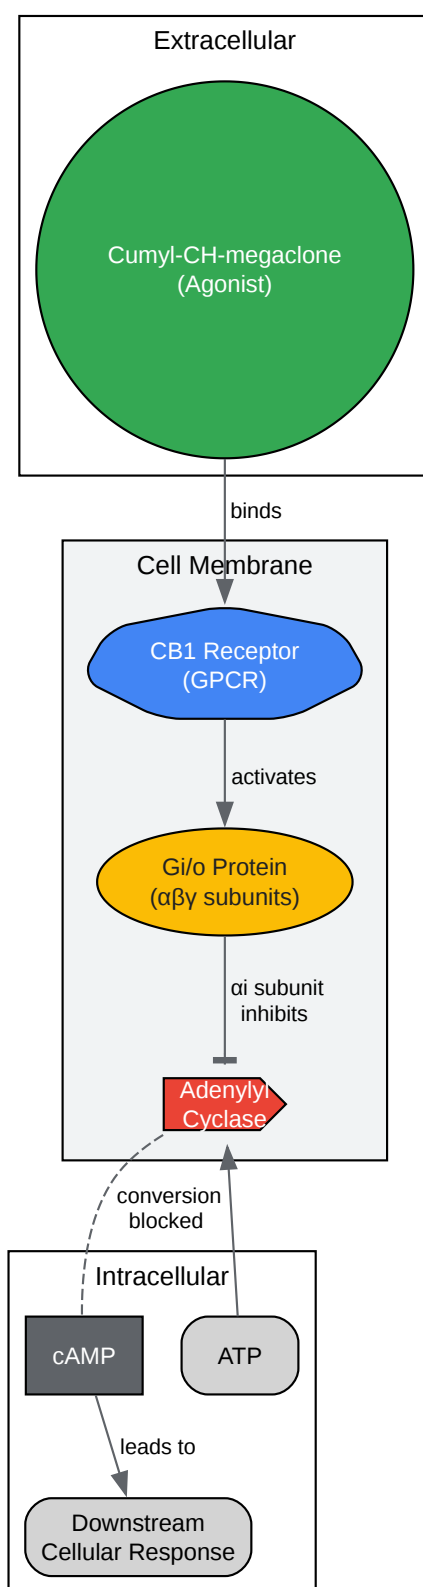 Extracellular
Cumyl-CH-megaclone
(Agonist)
binds
Cell Membrane
CB1 Receptor
(GPCR)
activates
Gi/o Protein
(αβγ subunits)
αi subunit
inhibits
Adenylyl
Cyclase
conversion
blocked
Intracellular
cAMP
ATP
leads to
Downstream
Cellular Response